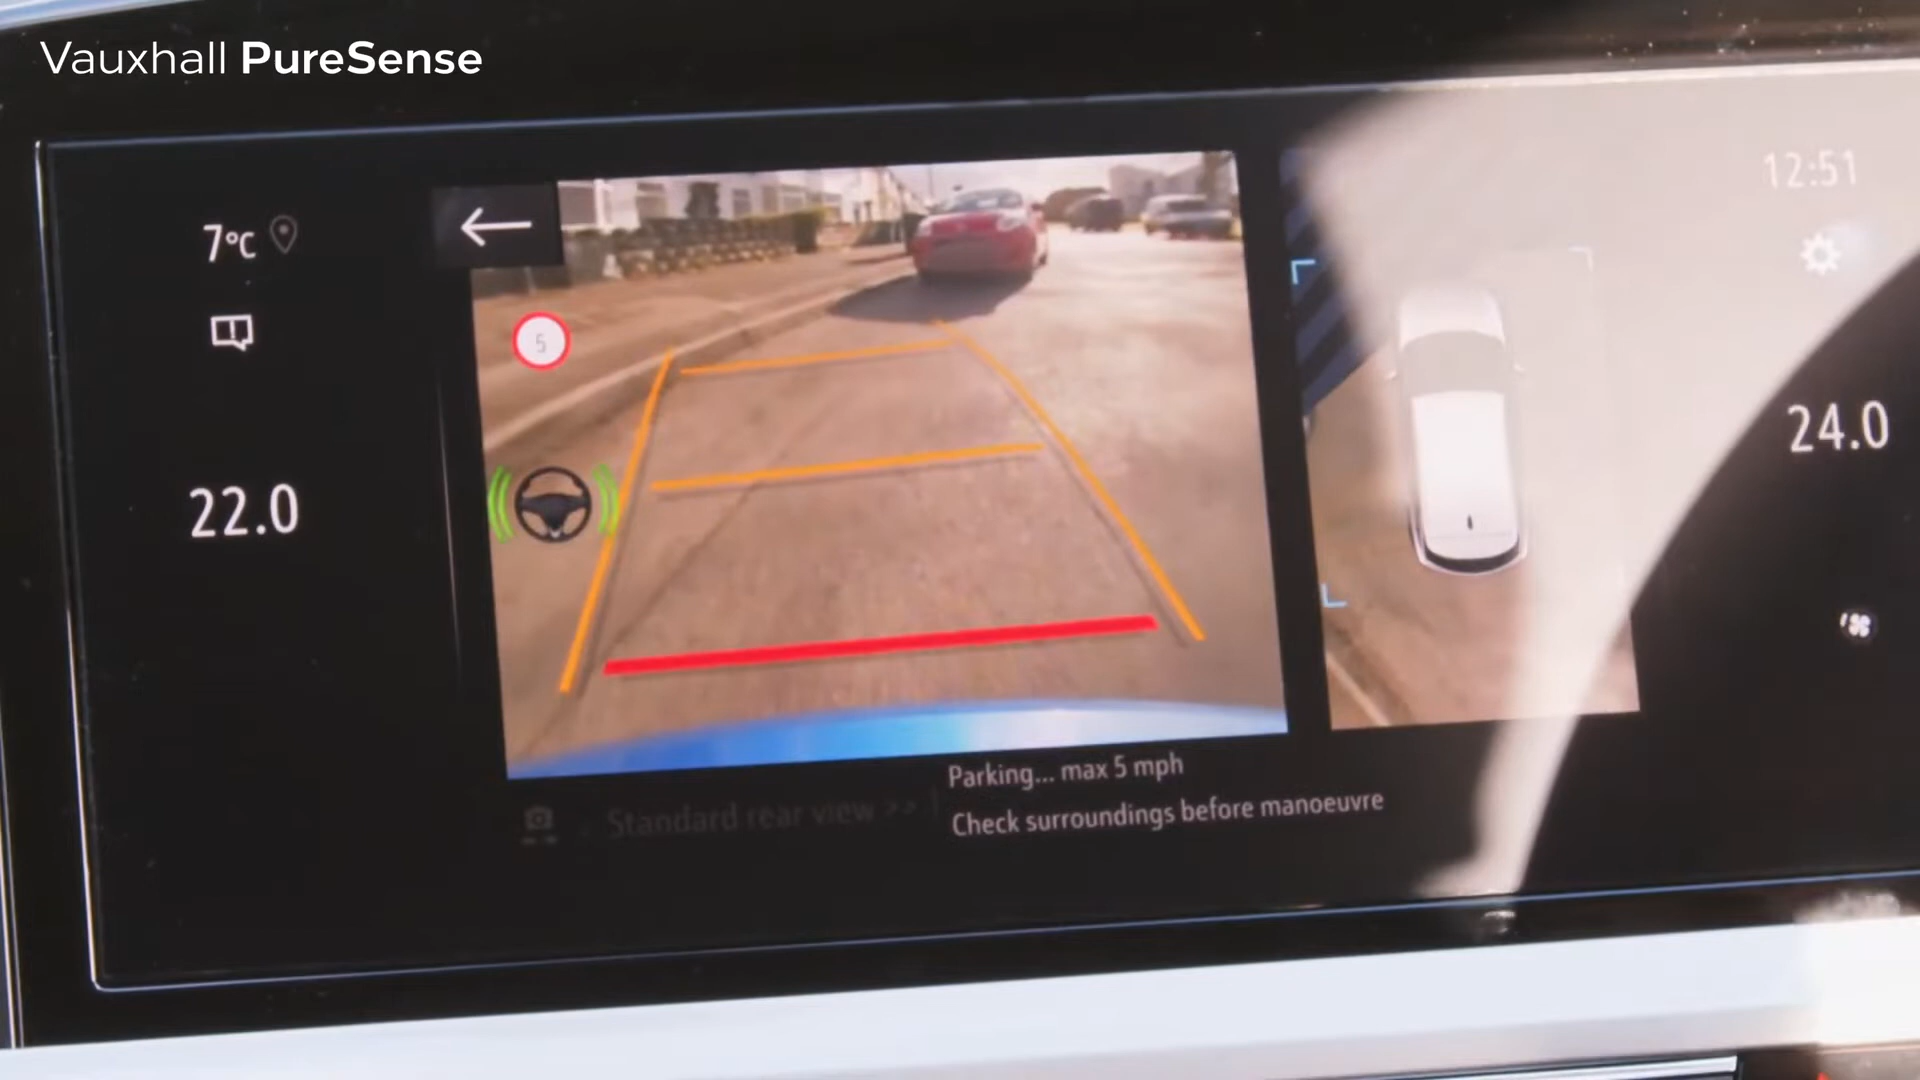 Vauxhall PureSense
12:51
7°C
5
22.0
24.0
Parking... max 5 mph
Standard rear view >>
Check surroundings before manoeuvre